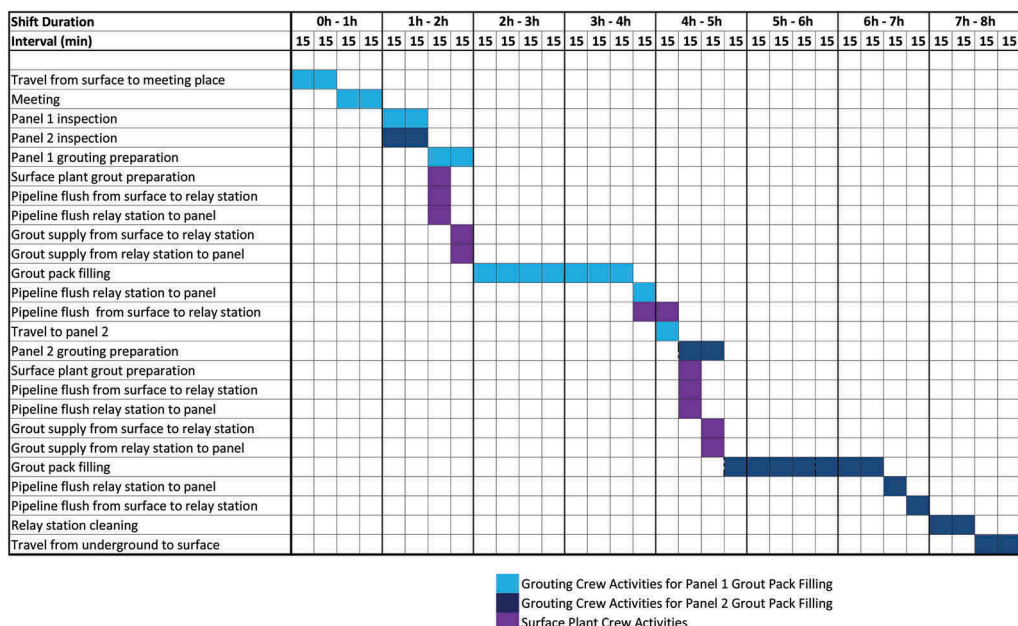 Shift Duration 0h - 1h 1h - 2h 2h - 3h 3h - 4h 4h - 5h 5h - 6h 6h - 7h 7h - 8h
Interval (min) 15 15 15 15 15 15 15 15 15 15 15 15 15 15 15 15 15 15 15 15 15 15 15 15 15 15 15 15 15 15 15 15
Travel from surface to meeting place
Meeting
Panel 1 inspection
Panel 2 inspection
Panel 1 grouting preparation
Surface plant grout preparation
Pipeline flush from surface to relay station
Pipeline flush relay station to panel
Grout supply from surface to relay station
Grout supply from relay station to panel
Grout pack filling
Pipeline flush relay station to panel
Pipeline flush from surface to relay station
Travel to panel 2
Panel 2 grouting preparation
Surface plant grout preparation
Pipeline flush from surface to relay station
Pipeline flush relay station to panel
Grout supply from surface to relay station
Grout supply from relay station to panel
Grout pack filling
Pipeline flush relay station to panel
Pipeline flush from surface to relay station
Relay station cleaning
Travel from underground to surface
Grouting Crew Activities for Panel 1 Grout Pack Filling
Grouting Crew Activities for Panel 2 Grout Pack Filling
Surface Plant Crew Activities